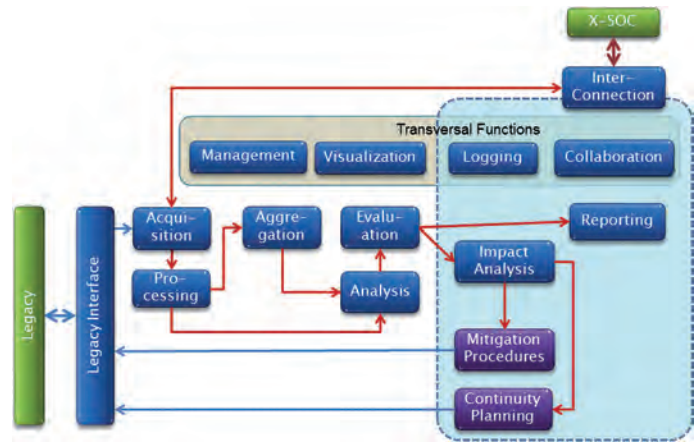 X-SOC
Inter-
Connection
Transversal Functions
Management
Visualization
Logging
Collaboration
Acqui-
sition
Aggre-
gation
Evalu-
ation
Reporting
Impact
Analysis
Pro-
cessing
Analysis
Mitigation
Procedures
Continuity
Planning
Legacy
Legacy Interface